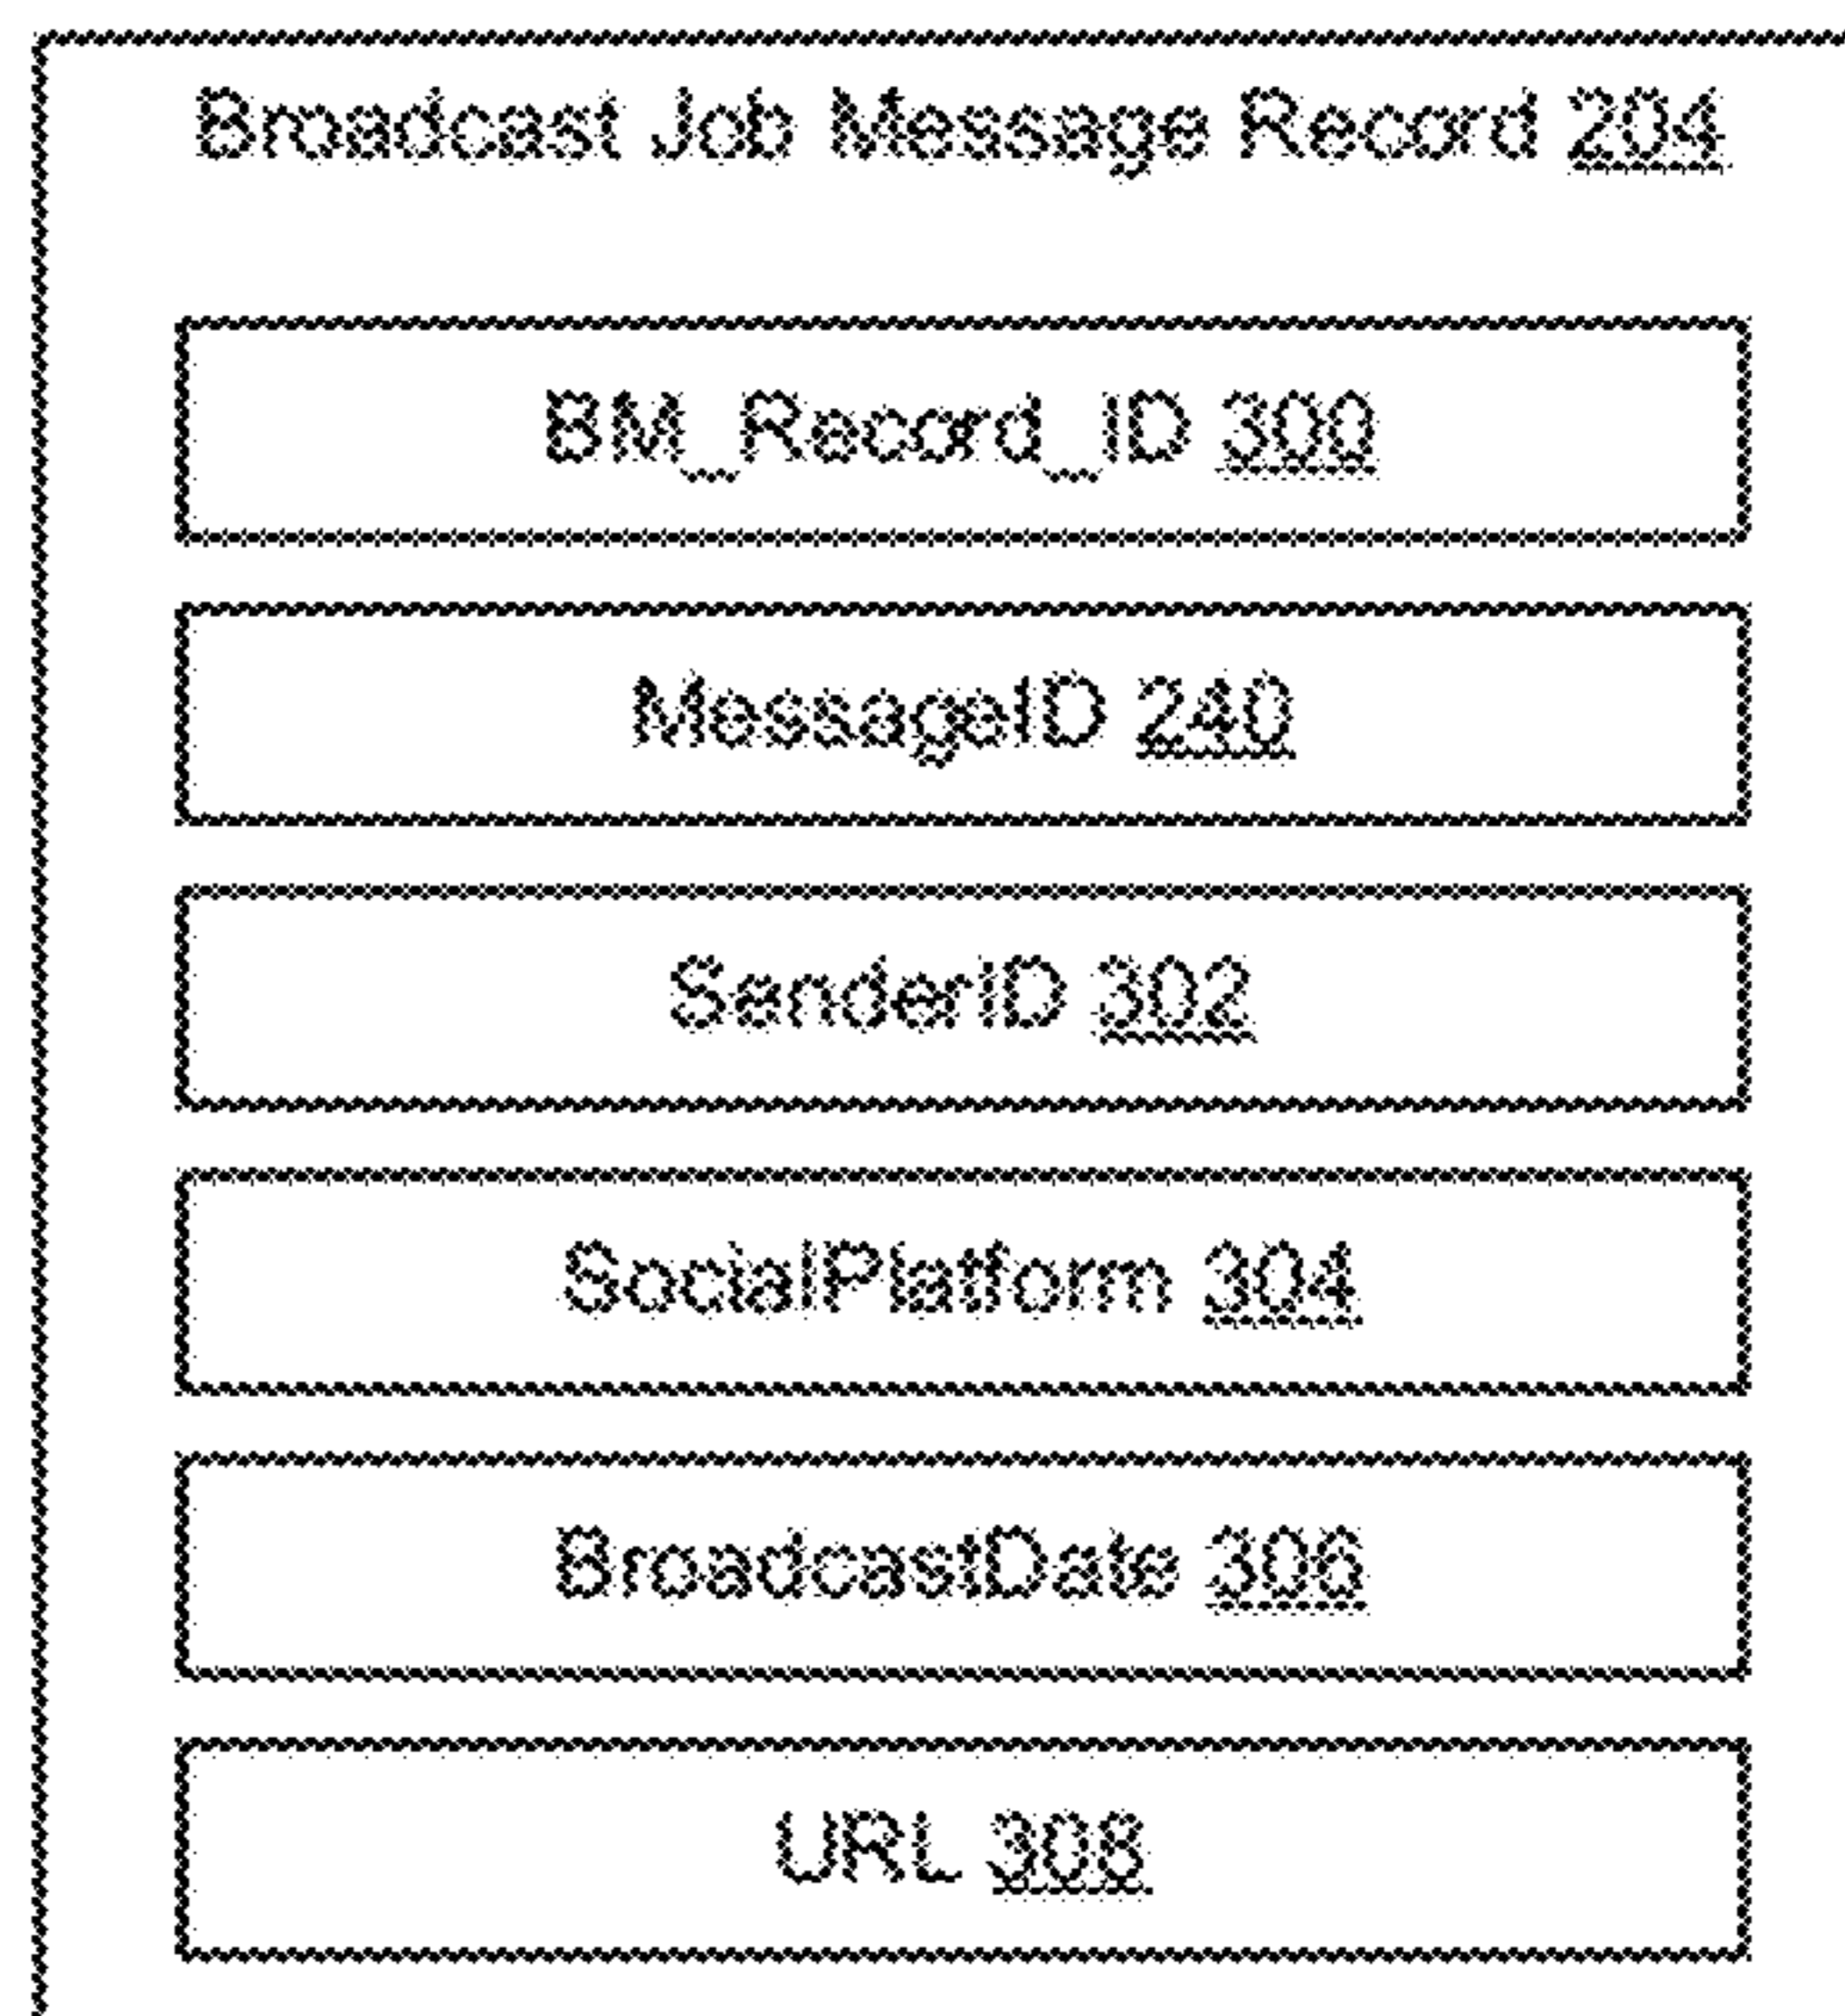 Broadcast Job Message Record 204
BM_Record_ID 300
MessageID 240
SenderID 302
SocialPlatform 304
BroadcastDate 306
URL 308